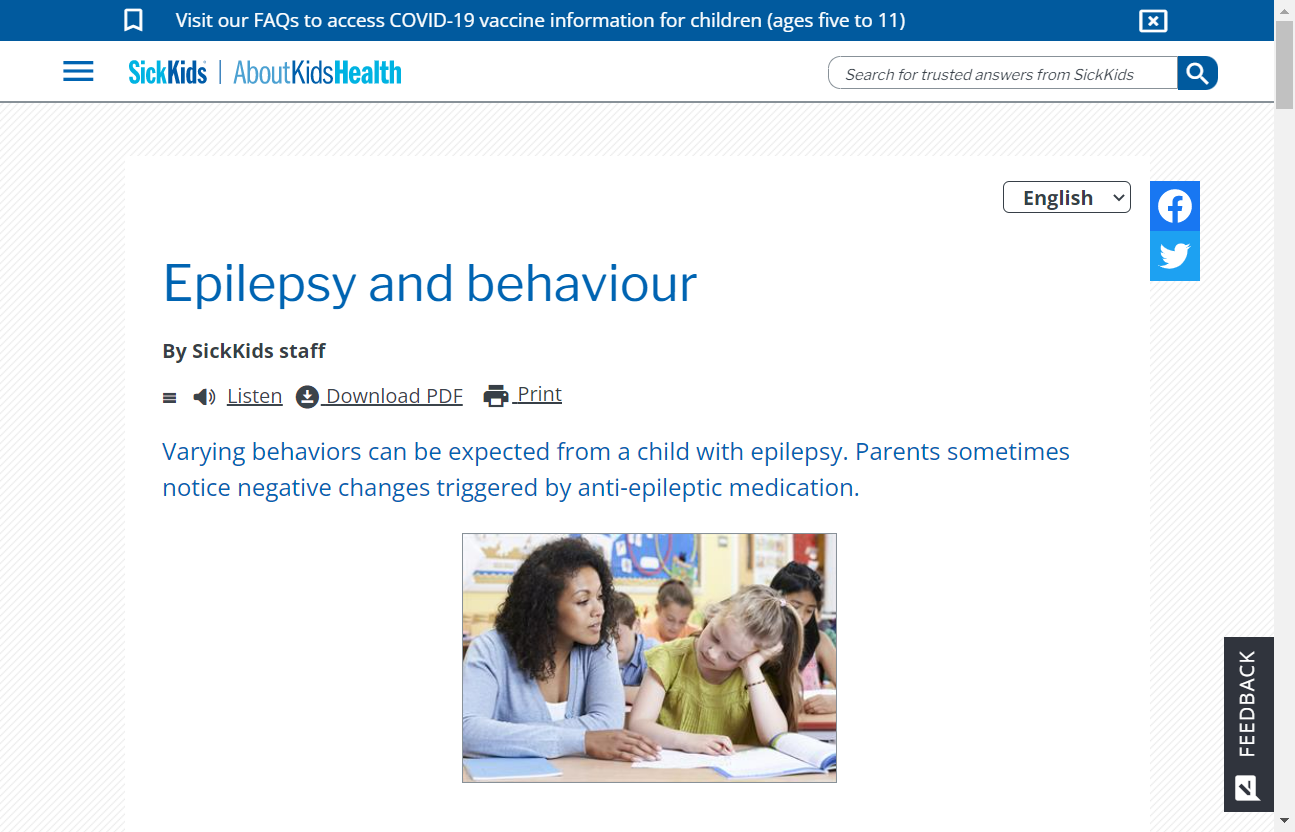 Visit our FAQs to access COVID-19 vaccine information for children (ages five to 11)
SickKids | AboutKidsHealth
Search for trusted answers from SickKids
English
Epilepsy and behaviour
By SickKids staff
Listen Download PDF Print
Varying behaviors can be expected from a child with epilepsy. Parents sometimes
notice negative changes triggered by anti-epileptic medication.
FEEDBACK